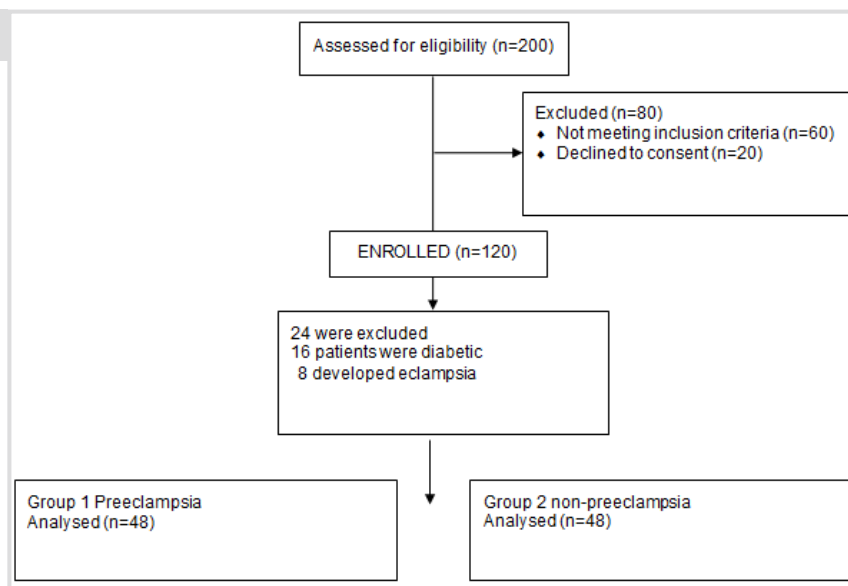 Assessed for eligibility (n=200)
Excluded (n=80)
♦ Not meeting inclusion criteria (n=60)
♦ Declined to consent (n=20)
ENROLLED (n=120)
24 were excluded
16 patients were diabetic
8 developed eclampsia
Group 1 Preeclampsia
Analysed (n=48)
Group 2 non-preeclampsia
Analysed (n=48)